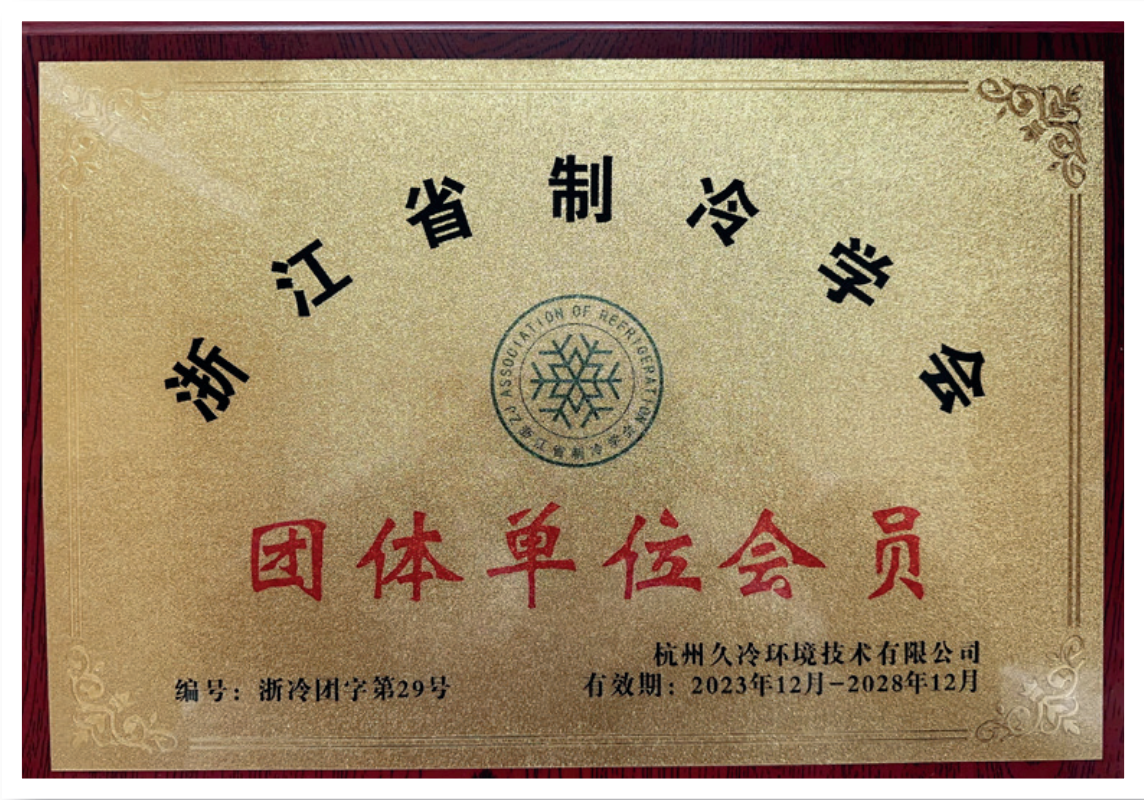 浙江省制冷学会
ZJ ASSOCIATION OF REFRIGERATION
浙江省制冷学会
团体单位会员
杭州久冷环境技术有限公司
编号：浙冷团字第29号
有效期：2023年12月-2028年12月